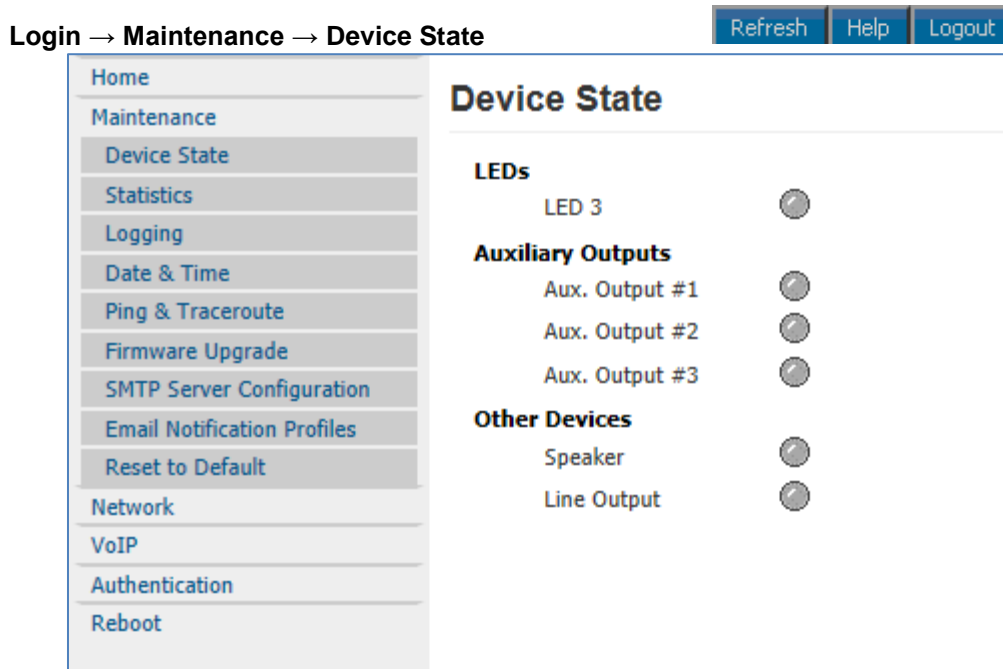 Login → Maintenance → Device State
Refresh Help Logout
Home
Maintenance
Device State
Statistics
Logging
Date & Time
Ping & Traceroute
Firmware Upgrade
SMTP Server Configuration
Email Notification Profiles
Reset to Default
Network
VoIP
Authentication
Reboot
Device State
LEDs
LED 3
Auxiliary Outputs
Aux. Output #1
Aux. Output #2
Aux. Output #3
Other Devices
Speaker
Line Output